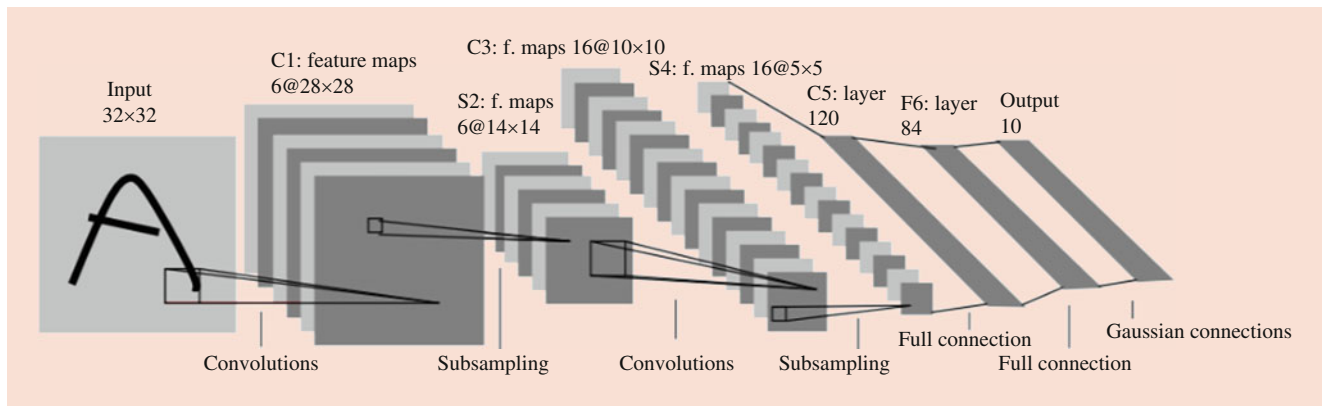 Input
32×32
C1: feature maps
6@28×28
S2: f. maps
6@14×14
C3: f. maps 16@10×10
S4: f. maps 16@5×5
C5: layer
120
F6: layer
84
Output
10
Convolutions
Subsampling
Convolutions
Subsampling
Full connection
Full connection
Gaussian connections